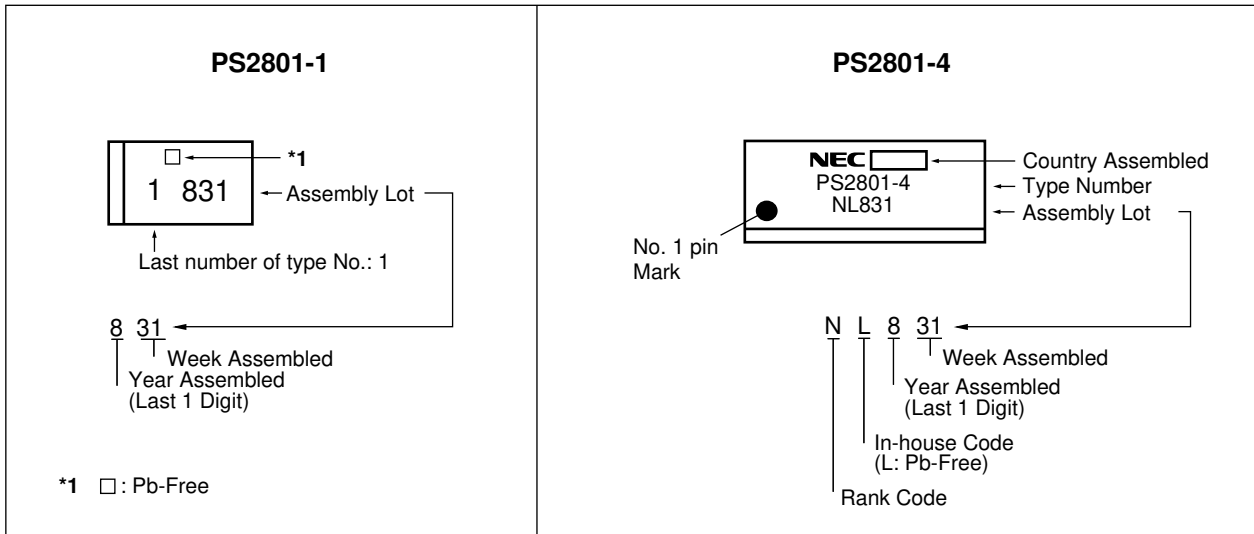 PS2801-1
*1
1 831
Assembly Lot
Last number of type No.: 1
8 31
Week Assembled
Year Assembled
(Last 1 Digit)
*1 □ : Pb-Free
PS2801-4
NEC
Country Assembled
PS2801-4
Type Number
NL831
Assembly Lot
No. 1 pin
Mark
N L 8 31
Week Assembled
Year Assembled
(Last 1 Digit)
In-house Code
(L: Pb-Free)
Rank Code